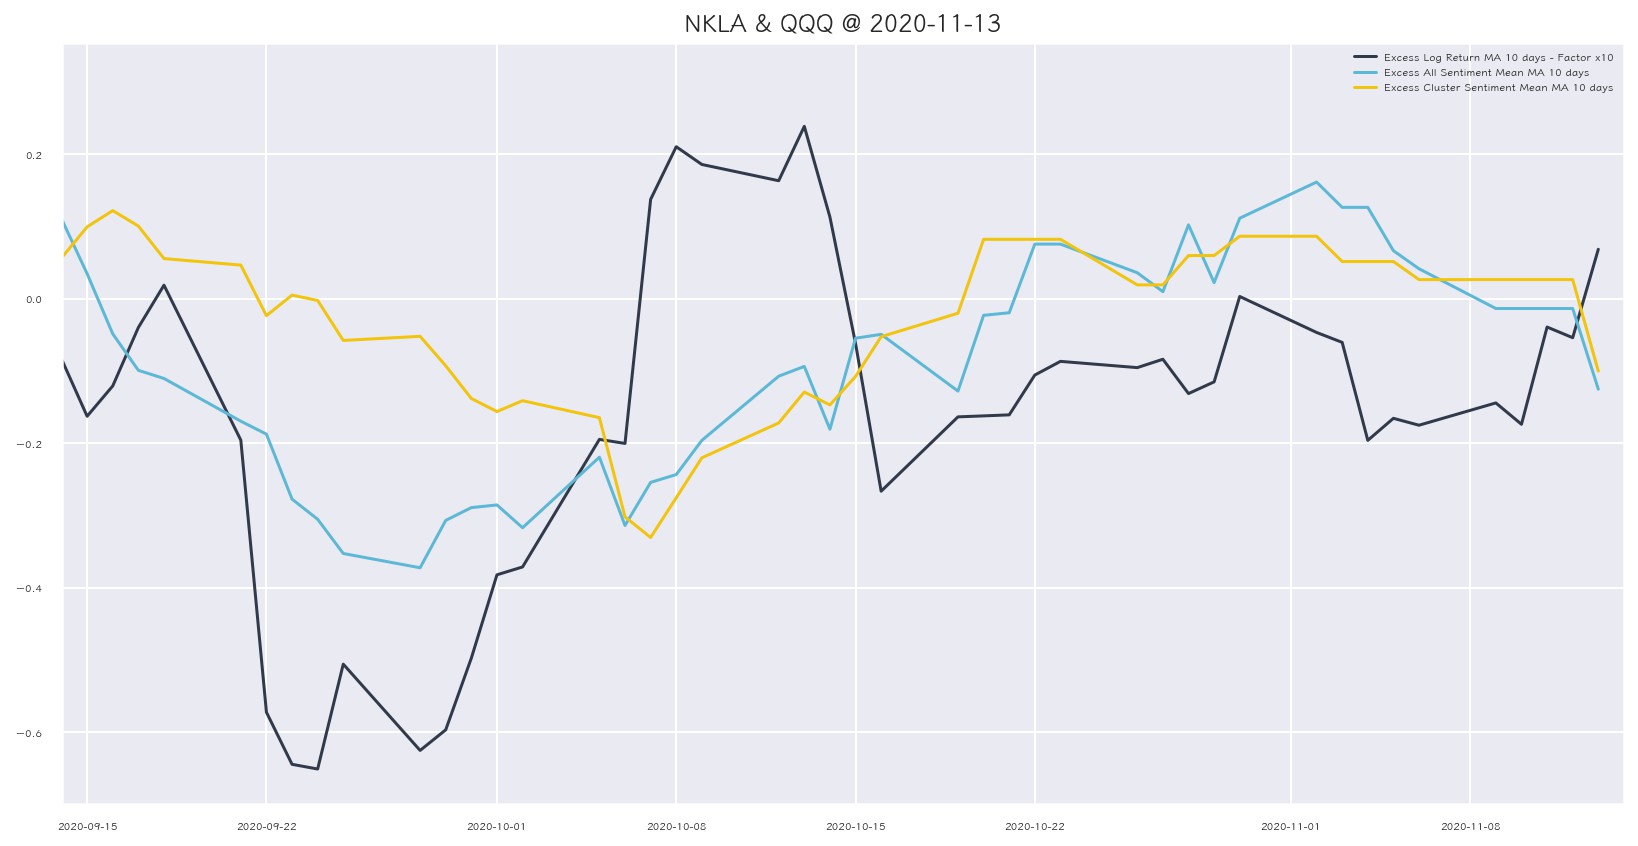 NKLA & QQQ @ 2020-11-13
Excess Log Return MA 10 days - Factor x10
Excess All Sentiment Mean MA 10 days
Excess Cluster Sentiment Mean MA 10 days
0.2
0.0
−0.2
−0.4
−0.6
2020-09-15 2020-09-22 2020-10-01 2020-10-08 2020-10-15 2020-10-22 2020-11-01 2020-11-08